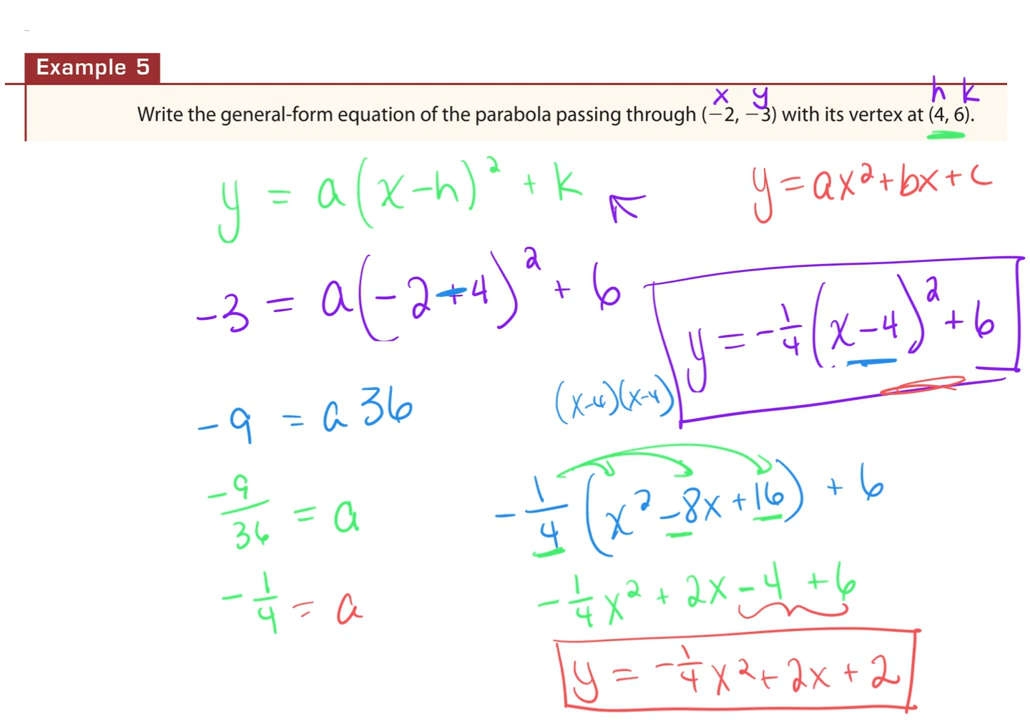 Example 5
x y h k
Write the general-form equation of the parabola passing through (−2, −3) with its vertex at (4, 6).
y = a(x-h)² + k
y = ax² + bx + c
-3 = a(-2-4)² + 6
y = -1/4(x-4)² + 6
-9 = a 36
(x-4)(x-4)
-9/36 = a
-1/4(x² - 8x + 16) + 6
-1/4 = a
-1/4x² + 2x - 4 + 6
y = -1/4x² + 2x + 2